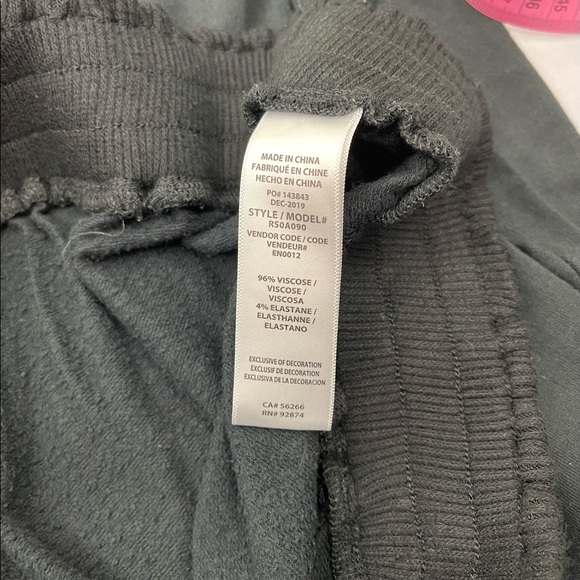 45
36
MADE IN CHINA
FABRIQUÉ EN CHINE
HECHO EN CHINA
PO# 143843
DEC-2019
STYLE / MODEL#
RS0A090
VENDOR CODE / CODE
VENDEUR#
EN0012
96% VISCOSE /
VISCOSE /
VISCOSA
4% ELASTANE /
ELASTHANNE /
ELASTANO
EXCLUSIVE OF DECORATION
EXCLUSIF DE DECORATION
EXCLUSIVA DE LA DECORACION
CA# 56266
RN# 92874